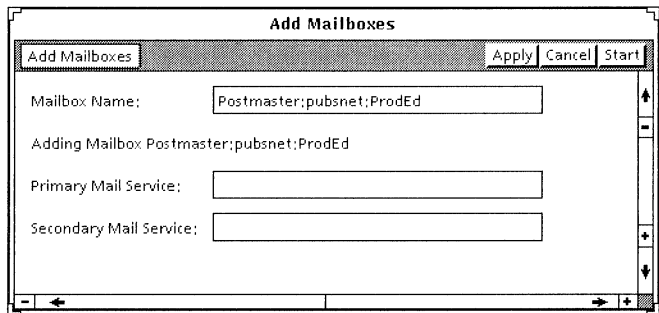 Add Mailboxes
Add Mailboxes Apply Cancel Start
Mailbox Name: Postmaster:pubsnet:ProdEd
Adding Mailbox Postmaster:pubsnet:ProdEd
Primary Mail Service:
Secondary Mail Service: